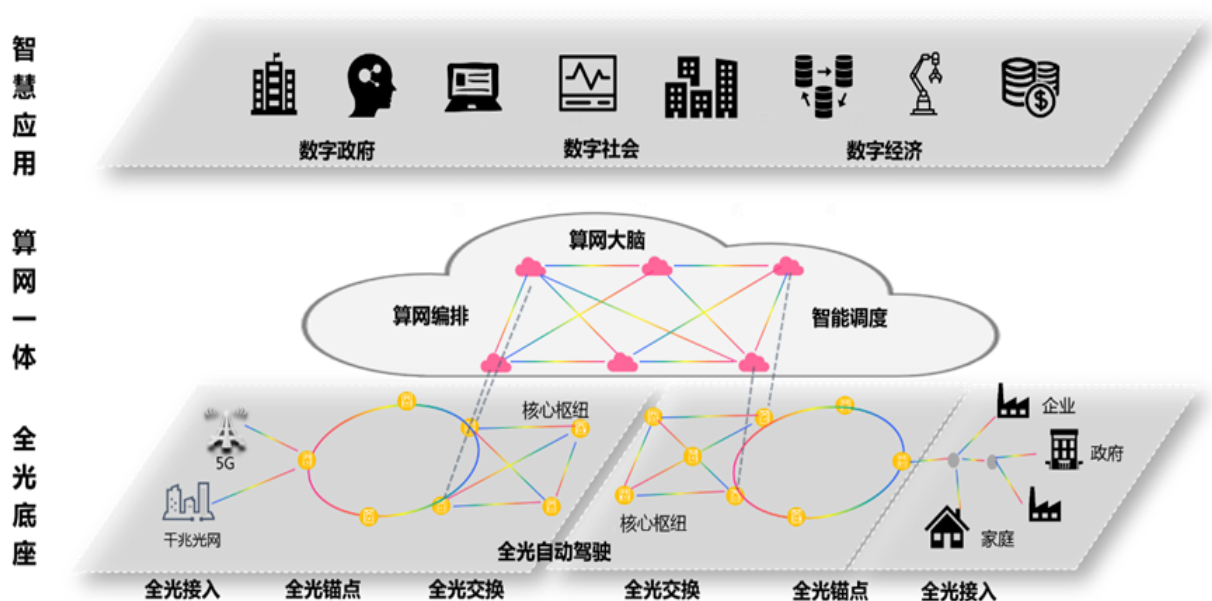 智慧应用
数字政府
数字社会
数字经济
算网一体
算网大脑
算网编排
智能调度
全光底座
5G
千兆光网
核心枢纽
核心枢纽
企业
政府
家庭
全光自动驾驶
全光接入
全光锚点
全光交换
全光交换
全光锚点
全光接入